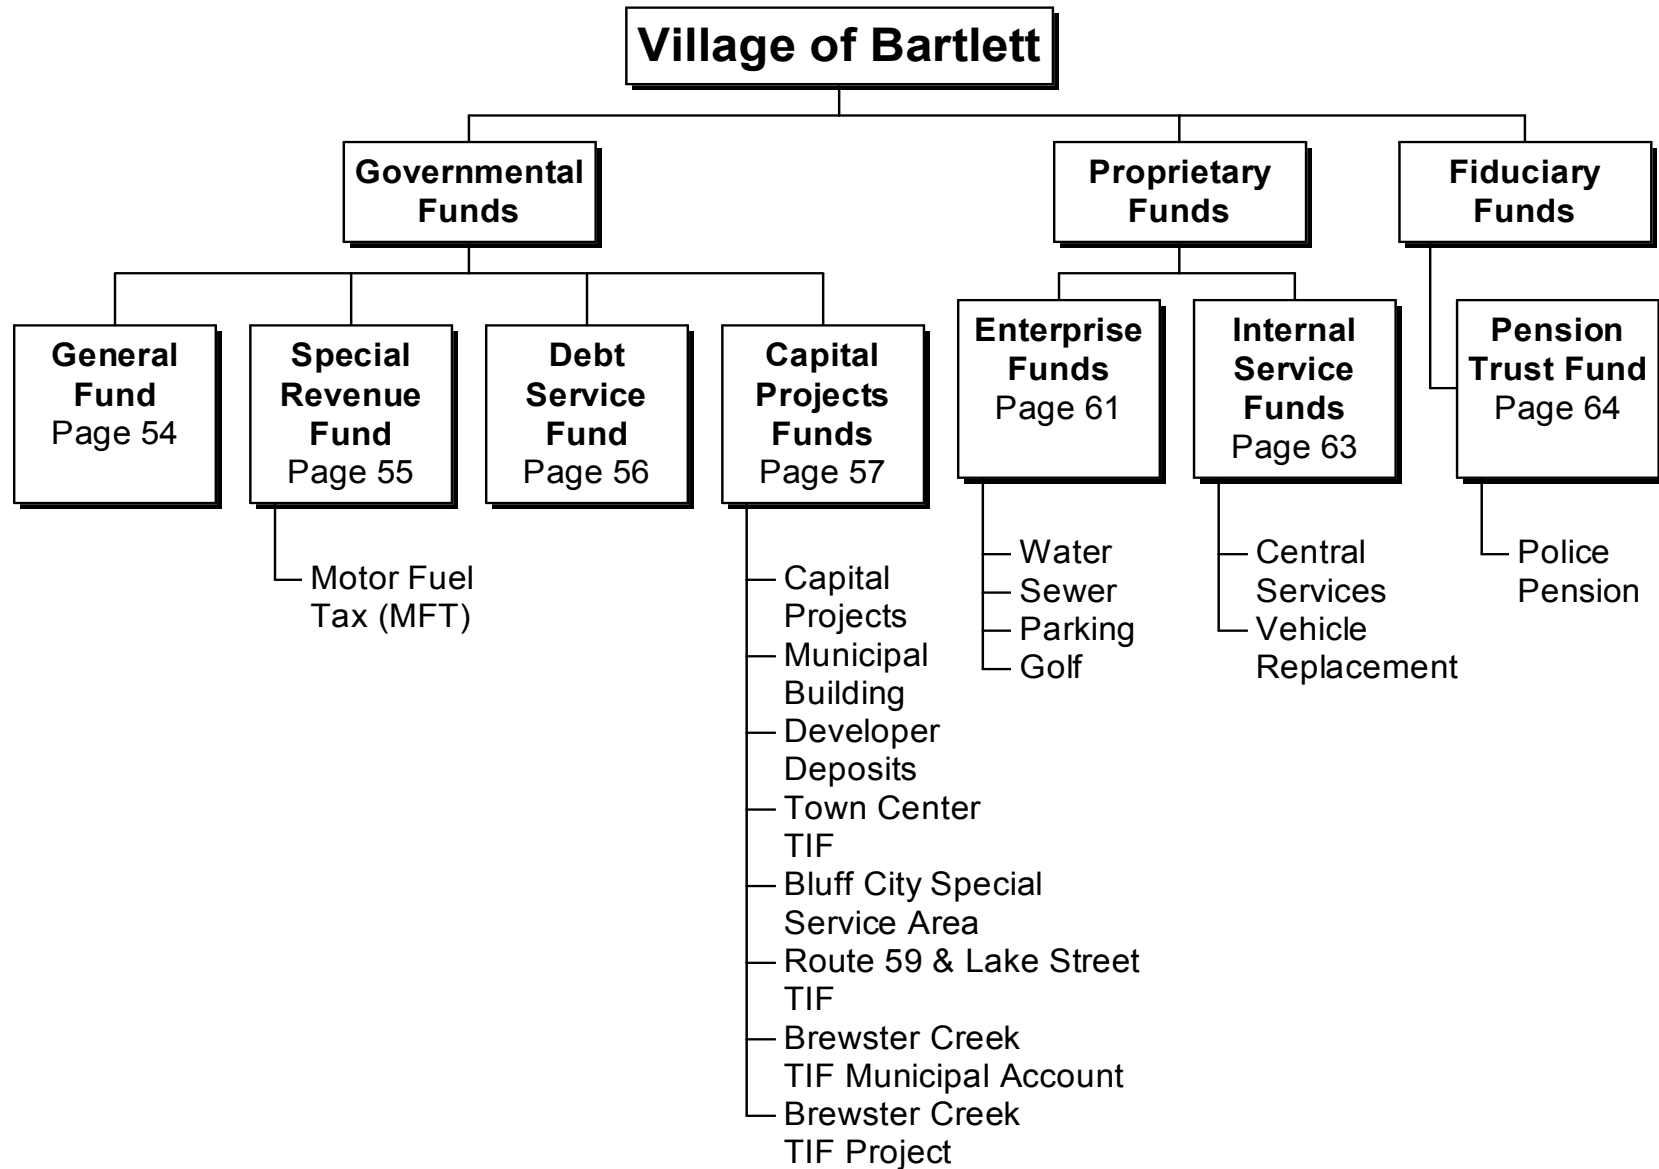 Village of Bartlett
Governmental
Funds
Proprietary
Funds
Fiduciary
Funds
General
Fund
Page 54
Special
Revenue
Fund
Page 55
Debt
Service
Fund
Page 56
Capital
Projects
Funds
Page 57
Enterprise
Funds
Page 61
Internal
Service
Funds
Page 63
Pension
Trust Fund
Page 64
Motor Fuel
Tax (MFT)
Capital
Projects
Municipal
Building
Developer
Deposits
Town Center
TIF
Bluff City Special
Service Area
Route 59 & Lake Street
TIF
Brewster Creek
TIF Municipal Account
Brewster Creek
TIF Project
Water
Sewer
Parking
Golf
Central
Services
Vehicle
Replacement
Police
Pension